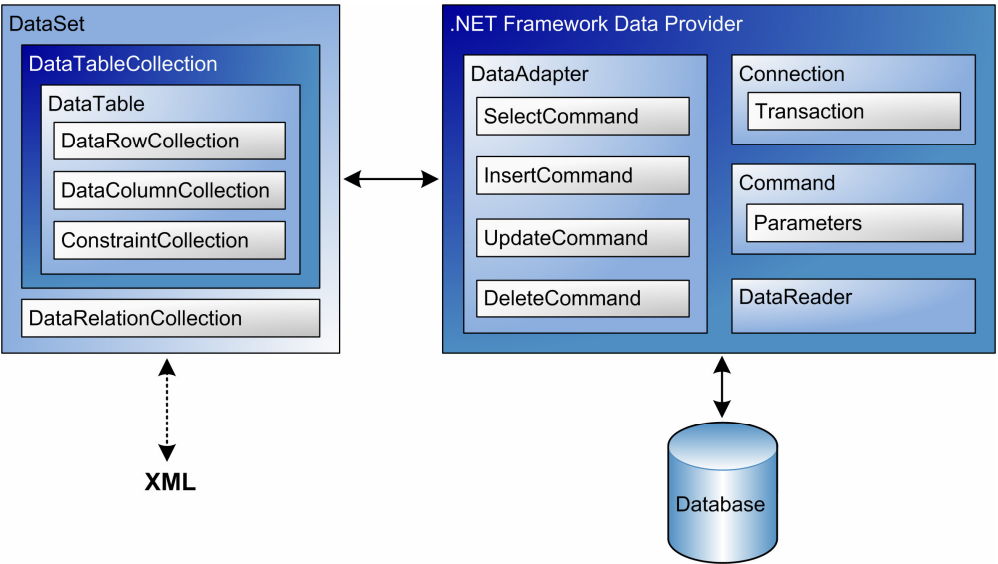 DataSet
DataTableCollection
DataTable
DataRowCollection
DataColumnCollection
ConstraintCollection
DataRelationCollection
XML
.NET Framework Data Provider
DataAdapter
SelectCommand
InsertCommand
UpdateCommand
DeleteCommand
Connection
Transaction
Command
Parameters
DataReader
Database